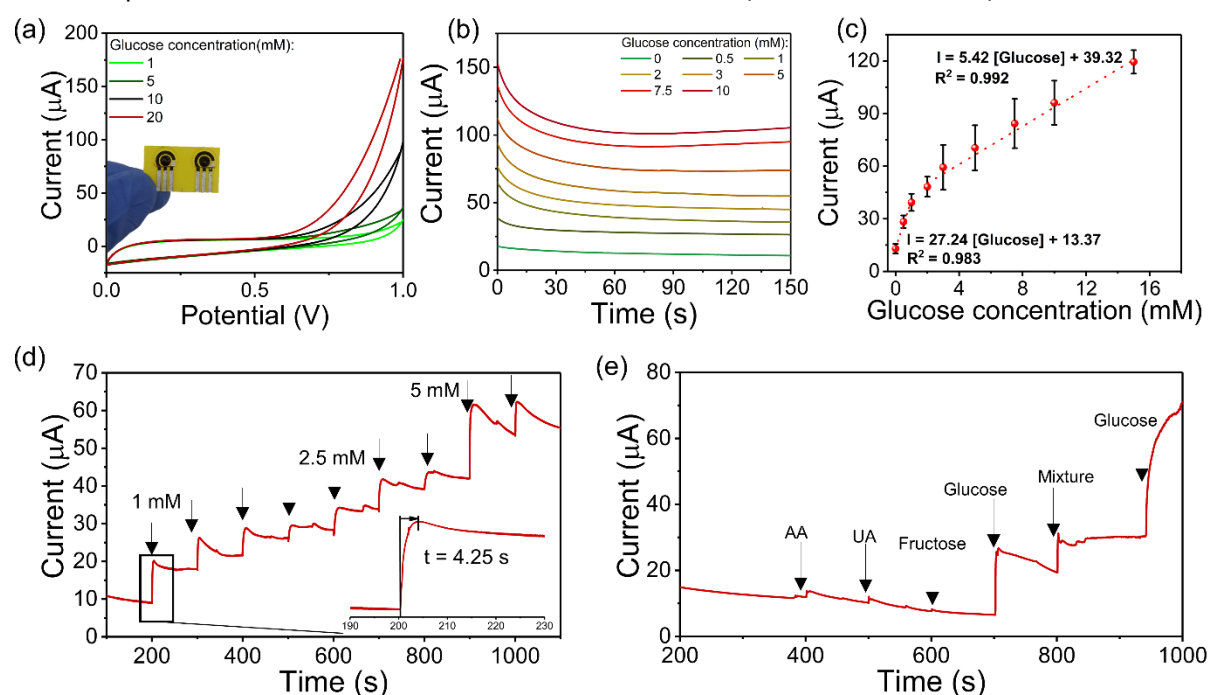 (a)
Glucose concentration(mM):
1
5
10
20
200
150
100
50
0
0.0
0.5
1.0
Current (μA)
Potential (V)
(b)
Glucose concentration (mM):
0 0.5 1
2 3 5
7.5 10
150
125
100
75
50
25
0
0 30 60 90 120 150
Current (μA)
Time (s)
(c)
I = 5.42 [Glucose] + 39.32
R² = 0.992
I = 27.24 [Glucose] + 13.37
R² = 0.983
120
90
60
30
0
0 4 8 12 16
Current (μA)
Glucose concentration (mM)
(d)
70
60
50
40
30
20
10
0
1 mM
2.5 mM
5 mM
t = 4.25 s
190 200 210 220 230
200 400 600 800 1000
Current (μA)
Time (s)
(e)
80
60
40
20
0
AA
UA
Fructose
Glucose
Mixture
Glucose
200 400 600 800 1000
Current (μA)
Time (s)